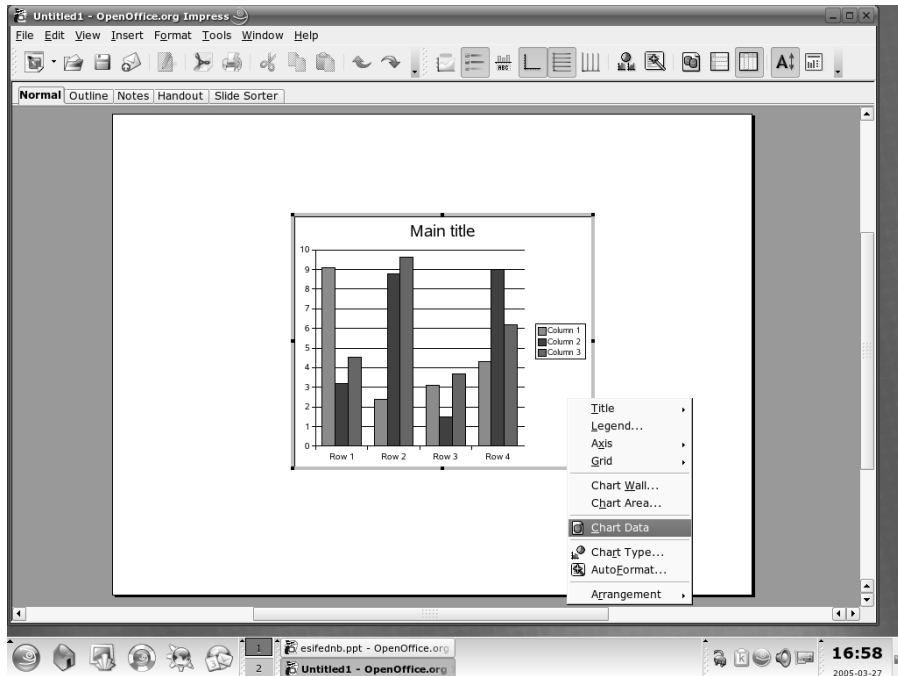 Untitled1 - OpenOffice.org Impress
File Edit View Insert Format Tools Window Help
ABC
A
Normal Outline Notes Handout Slide Sorter
Main title
10
9
8
7
6
5
4
3
2
1
0
Row 1 Row 2 Row 3 Row 4
Column 1
Column 2
Column 3
Title
Legend...
Axis
Grid
Chart Wall...
Chart Area...
Chart Data
Chart Type...
AutoFormat...
Arrangement
1
2
esifednb.ppt - OpenOffice.org
Untitled1 - OpenOffice.org
16:58
2005-03-27